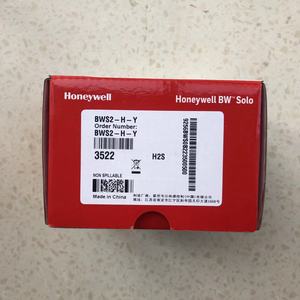 Honeywell
Honeywell BW™ Solo
BWS2-H-Y
Order Number:
BWS2-H-Y
3522
H2S
NON SPILLABLE
Made in China